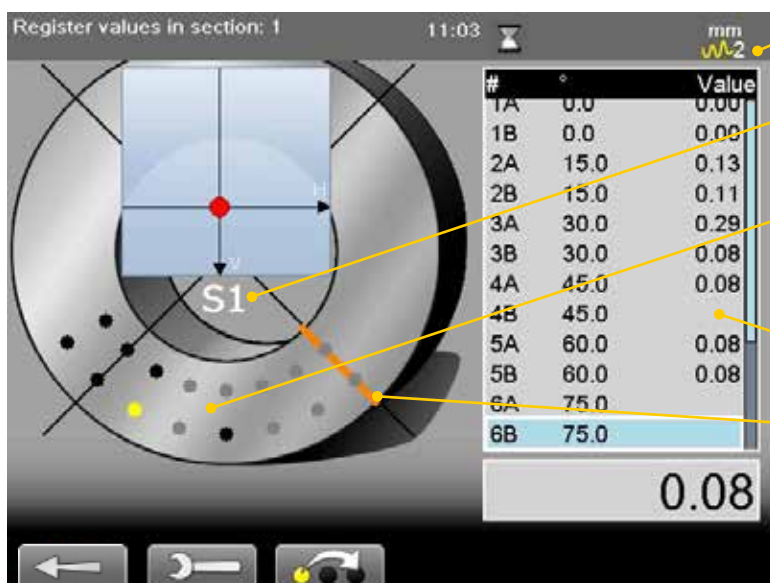 Register values in section: 1
11:03
mm
2
# ° Value
1A 0.0 0.00
1B 0.0 0.00
2A 15.0 0.13
2B 15.0 0.11
3A 30.0 0.29
3B 30.0 0.08
4A 45.0 0.08
4B 45.0
5A 60.0 0.08
5B 60.0 0.08
6A 75.0
6B 75.0
0.08
H
V
S1